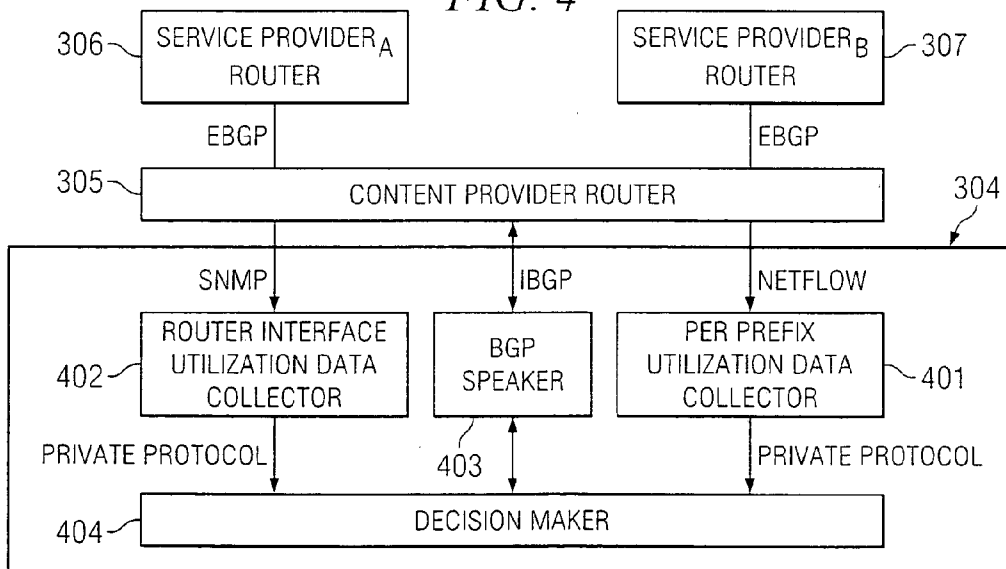 FIG. 4
306
SERVICE PROVIDER A
ROUTER
SERVICE PROVIDER B
ROUTER
307
EBGP
EBGP
305
CONTENT PROVIDER ROUTER
304
SNMP
IBGP
NETFLOW
402
ROUTER INTERFACE
UTILIZATION DATA
COLLECTOR
BGP
SPEAKER
PER PREFIX
UTILIZATION DATA
COLLECTOR
401
PRIVATE PROTOCOL
403
PRIVATE PROTOCOL
404
DECISION MAKER